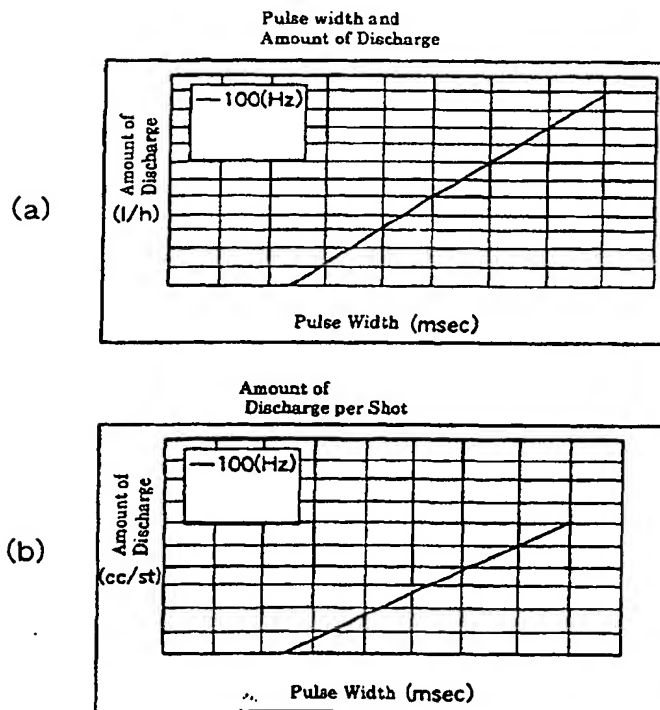 Pulse width and
Amount of Discharge
100(Hz)
Amount of
Discharge
(l/h)
(a)
Pulse Width (msec)
Amount of
Discharge per Shot
100(Hz)
Amount of
Discharge
(cc/st)
(b)
Pulse Width (msec)